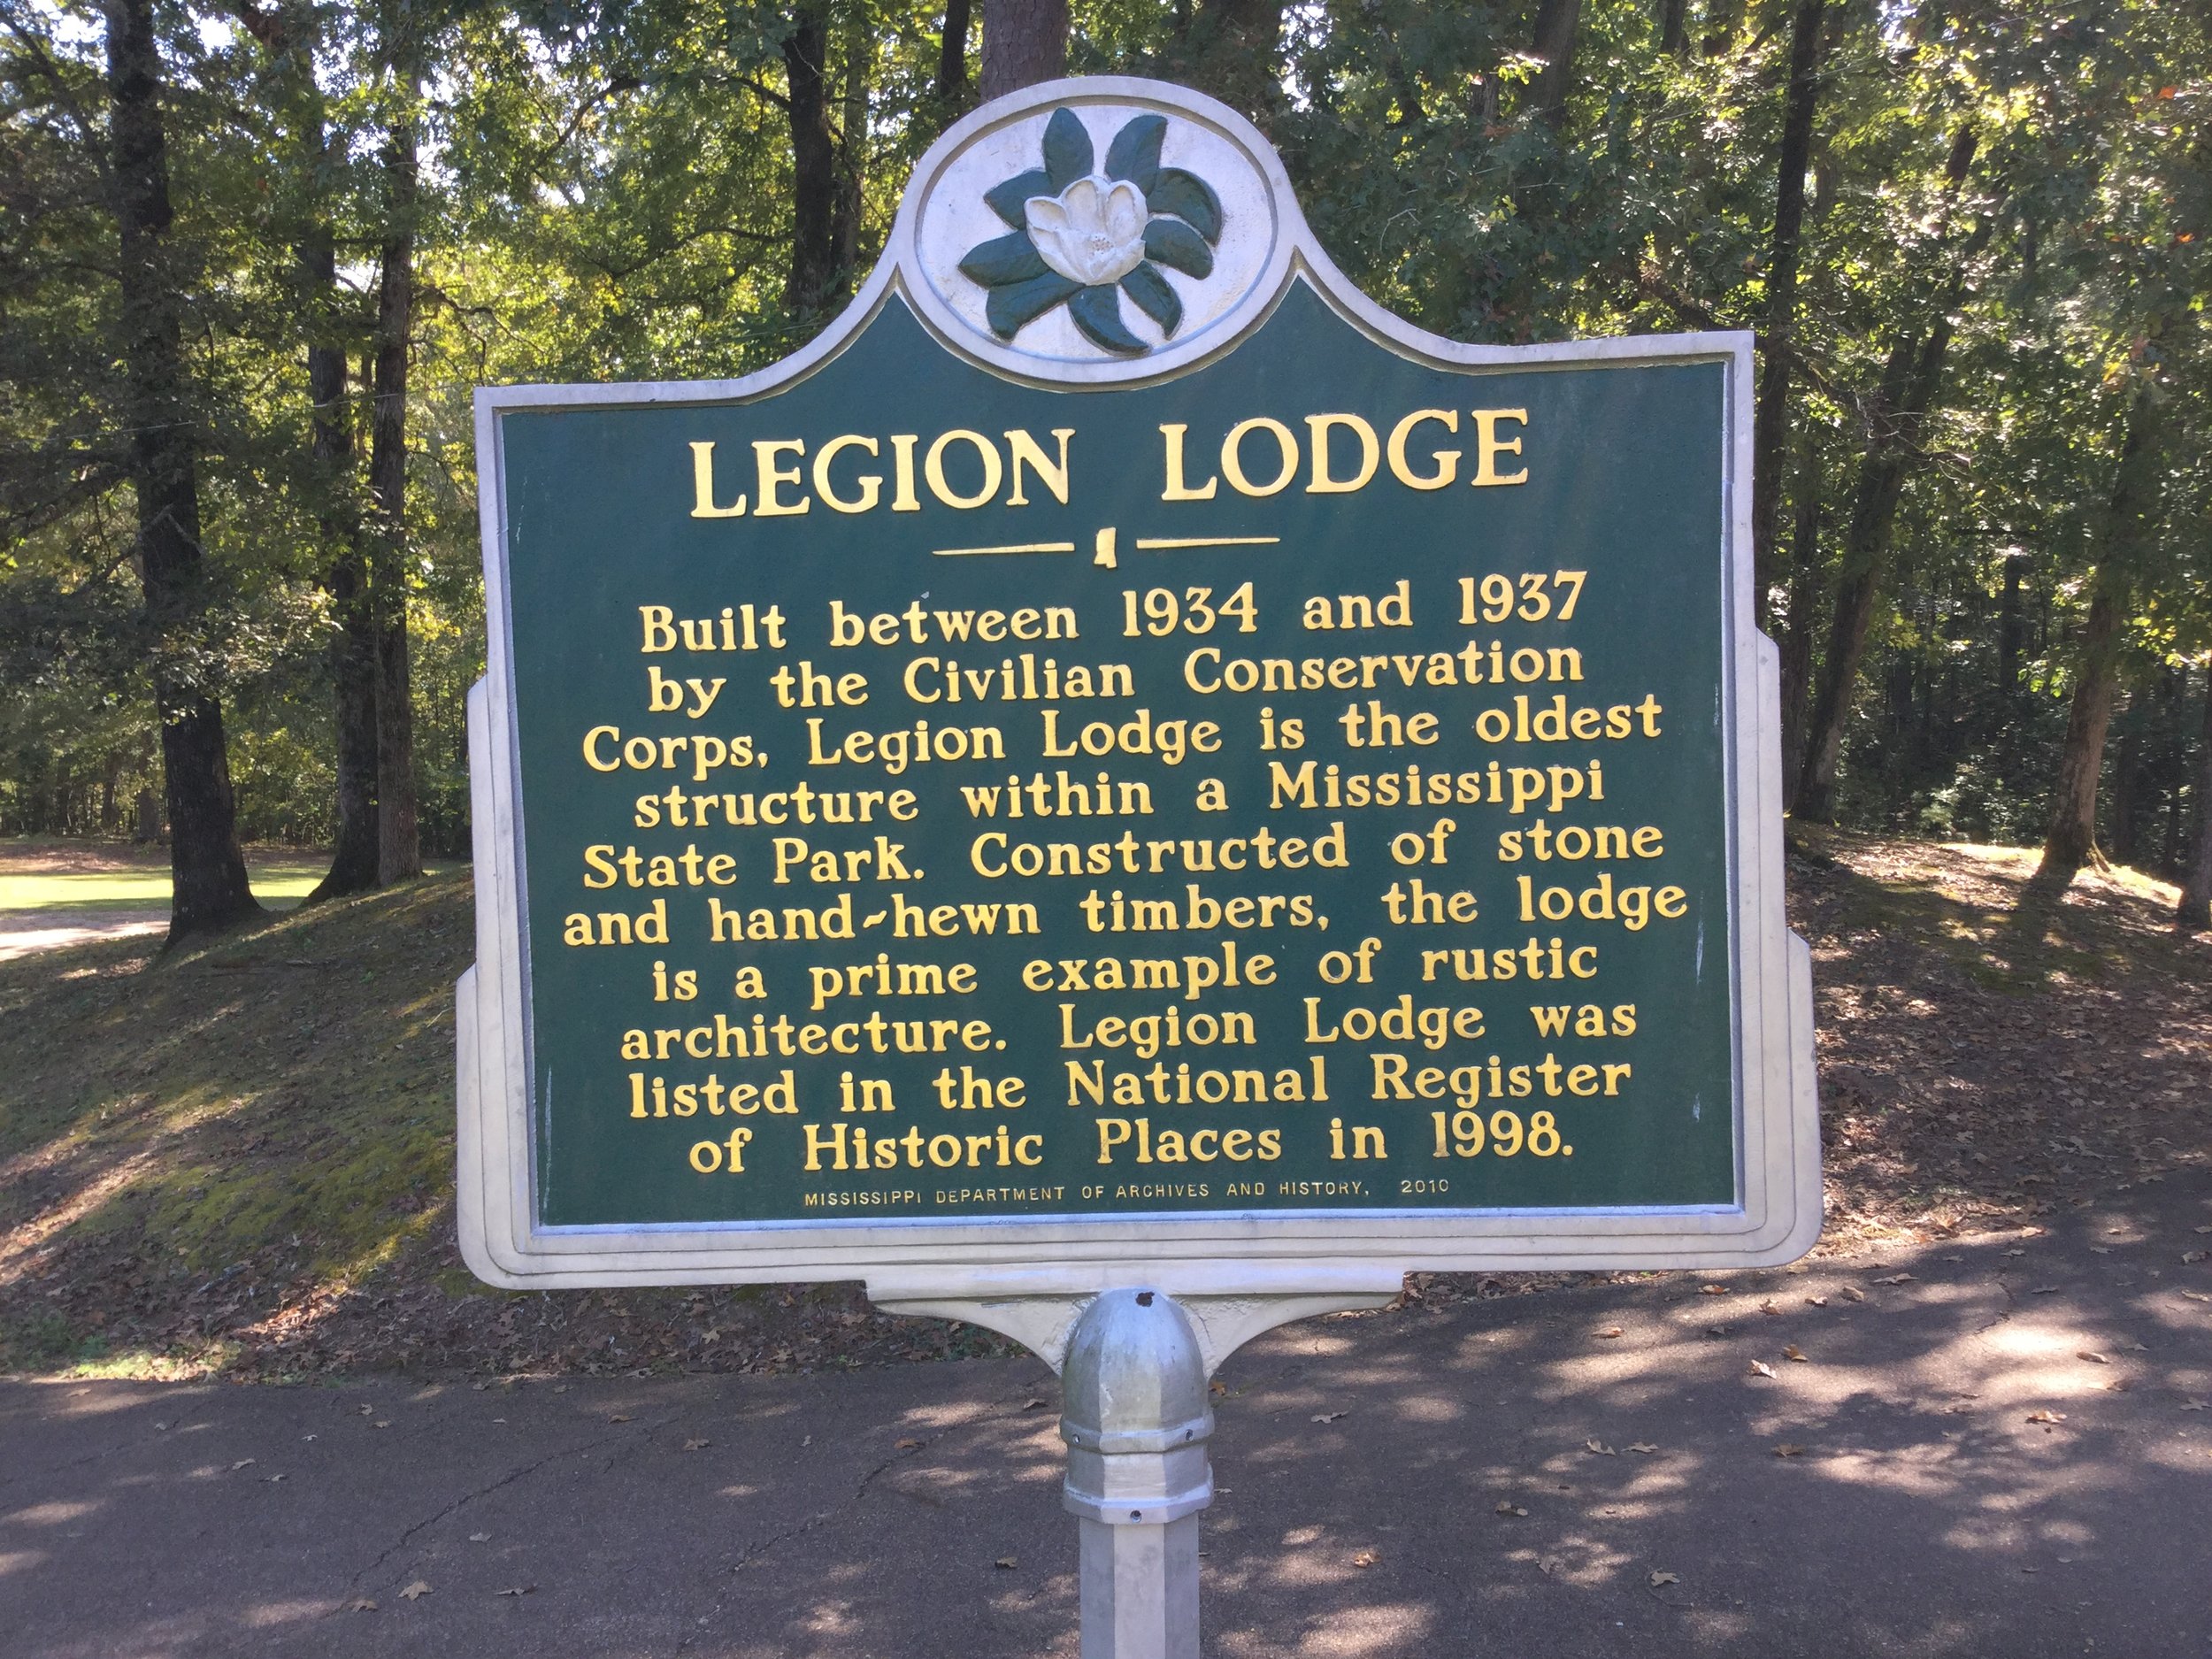 LEGION LODGE
Built between 1934 and 1937
by the Civilian Conservation
Corps, Legion Lodge is the oldest
structure within a Mississippi
State Park. Constructed of stone
and hand-hewn timbers, the lodge
is a prime example of rustic
architecture. Legion Lodge was
listed in the National Register
of Historic Places in 1998.
MISSISSIPPI DEPARTMENT OF ARCHIVES AND HISTORY, 2010